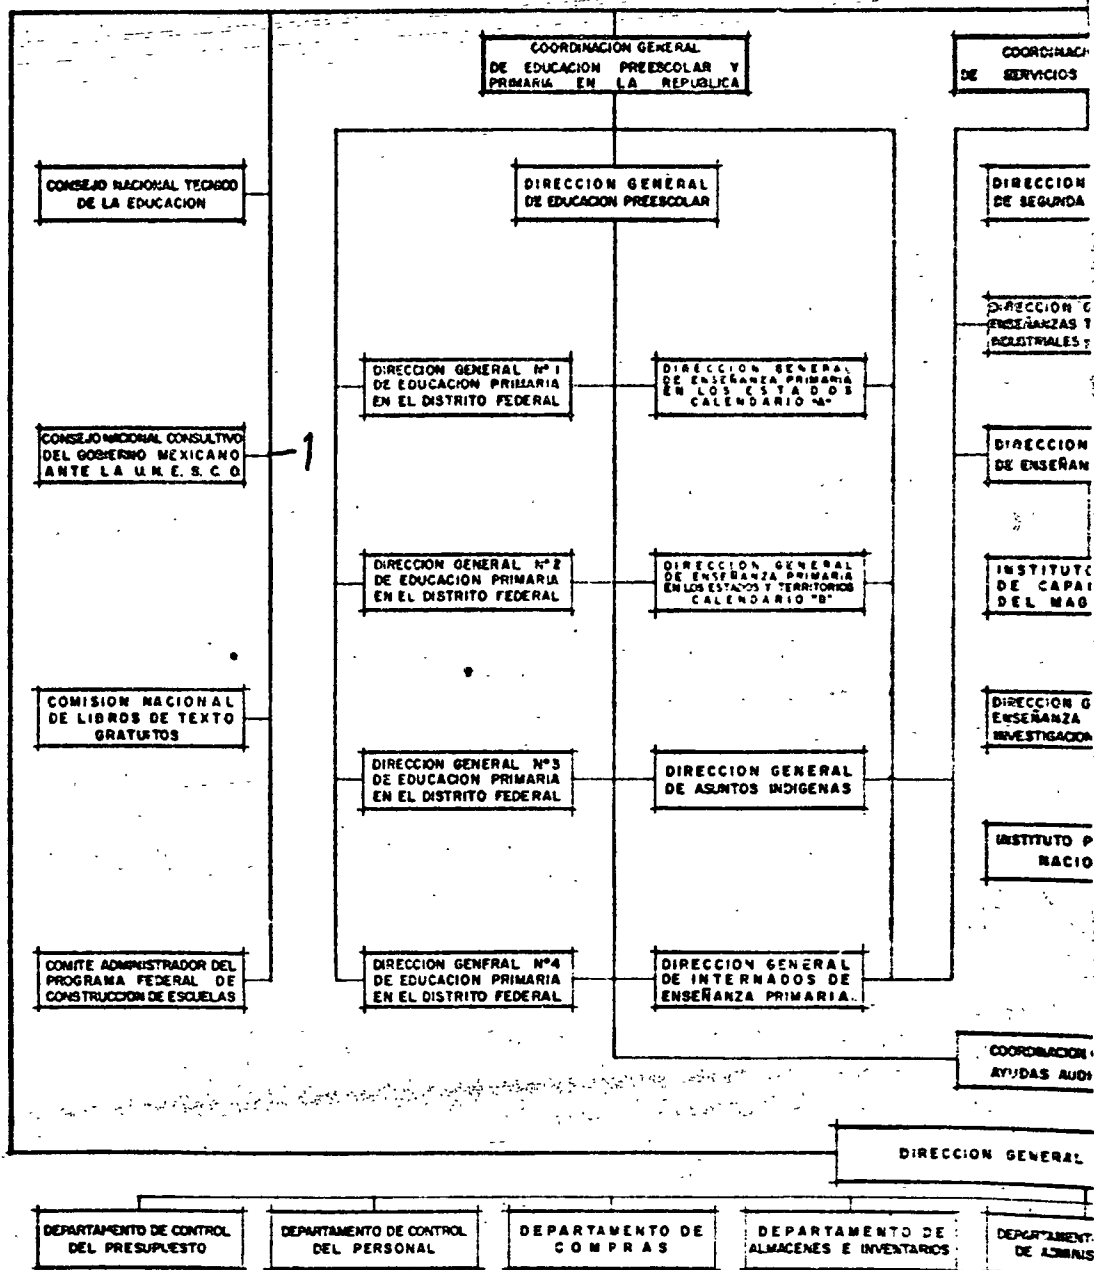 COORDINACION GENERAL
DE EDUCACION PREESCOLAR Y
PRIMARIA EN LA REPUBLICA
COORDINACI
DE SERVICIOS
CONSEJO NACIONAL TECNICO
DE LA EDUCACION
DIRECCION GENERAL
DE EDUCACION PREESCOLAR
DIRECCION
DE SEGUNDA
DIRECCION G
ENSEÑANZAS T
INDUSTRIALES
DIRECCION GENERAL Nº 1
DE EDUCACION PRIMARIA
EN EL DISTRITO FEDERAL
DIRECCION GENERAL
DE ENSEÑANZA PRIMARIA
EN LOS ESTADOS
CALENDARIO "A"
CONSEJO NACIONAL CONSULTIVO
DEL GOBIERNO MEXICANO
ANTE LA U.N.E.S.C.O.
1
DIRECCION
DE ENSEÑAN
DIRECCION GENERAL Nº 2
DE EDUCACION PRIMARIA
EN EL DISTRITO FEDERAL
DIRECCION GENERAL
DE ENSEÑANZA PRIMARIA
EN LOS ESTADOS Y TERRITORIOS
CALENDARIO "B"
INSTITUTO
DE CAPAC
DEL MAG
COMISION NACIONAL
DE LIBROS DE TEXTO
GRATUITOS
DIRECCION G
ENSEÑANZA
INVESTIGACION
DIRECCION GENERAL Nº 3
DE EDUCACION PRIMARIA
EN EL DISTRITO FEDERAL
DIRECCION GENERAL
DE ASUNTOS INDIGENAS
INSTITUTO P
NACIO
COMITE ADMINISTRADOR DEL
PROGRAMA FEDERAL DE
CONSTRUCCION DE ESCUELAS
DIRECCION GENERAL Nº 4
DE EDUCACION PRIMARIA
EN EL DISTRITO FEDERAL
DIRECCION GENERAL
DE INTERNADOS DE
ENSEÑANZA PRIMARIA.
COORDINACION
AYUDAS AUDI
DIRECCION GENERAL
DEPARTAMENTO DE CONTROL
DEL PRESUPUESTO
DEPARTAMENTO DE CONTROL
DEL PERSONAL
DEPARTAMENTO DE
COMPRAS
DEPARTAMENTO DE
ALMACENES E INVENTARIOS
DEPARTAMENT
DE ADMINIS